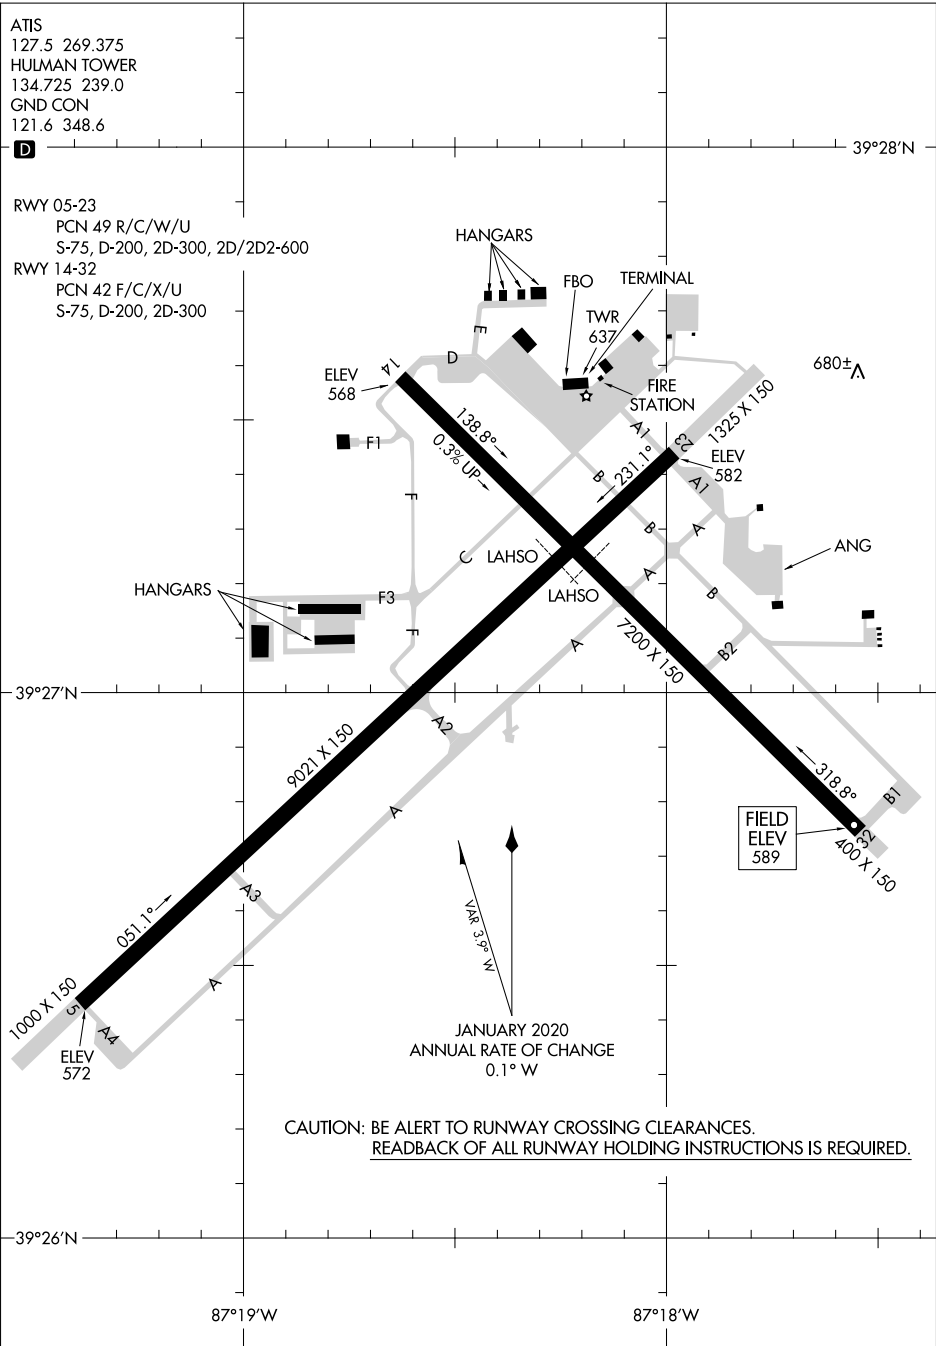 ATIS
127.5 269.375
HULMAN TOWER
134.725 239.0
GND CON
121.6 348.6
D
39°28'N
RWY 05-23
PCN 49 R/C/W/U
S-75, D-200, 2D-300, 2D/2D2-600
RWY 14-32
PCN 42 F/C/X/U
S-75, D-200, 2D-300
HANGARS
FBO
TERMINAL
TWR
637
E
D
14
ELEV
568
FIRE
STATION
680±
1325 X 150
A1
23
ELEV
582
138.8°
0.3% UP
231.1°
F1
F
B
A1
B
A
C
LAHSO
LAHSO
ANG
A
HANGARS
F3
F
B
A
7200 X 150
B2
39°27'N
A2
9021 X 150
318.8°
B1
A
FIELD
ELEV
589
32
400 X 150
A3
VAR 3.9° W
051.1°
A
1000 X 150
5
A4
ELEV
572
JANUARY 2020
ANNUAL RATE OF CHANGE
0.1° W
CAUTION: BE ALERT TO RUNWAY CROSSING CLEARANCES.
READBACK OF ALL RUNWAY HOLDING INSTRUCTIONS IS REQUIRED.
39°26'N
87°19'W
87°18'W